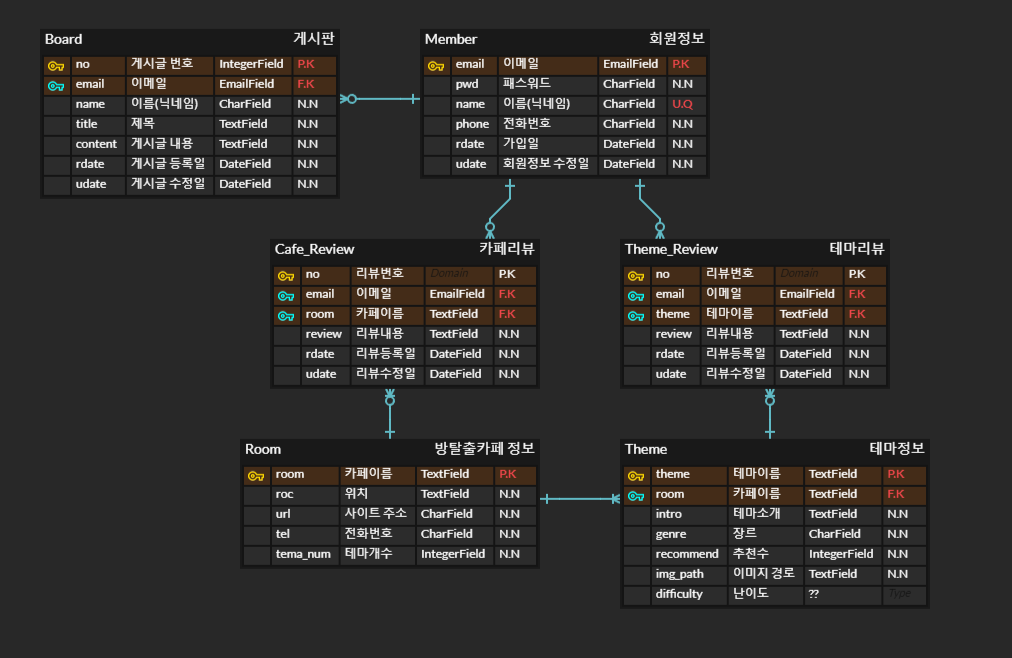 Board 게시판
no 게시글 번호 IntegerField P.K
email 이메일 EmailField F.K
name 이름(닉네임) CharField N.N
title 제목 TextField N.N
content 게시글 내용 TextField N.N
rdate 게시글 등록일 DateField N.N
udate 게시글 수정일 DateField N.N
Member 회원정보
email 이메일 EmailField P.K
pwd 패스워드 CharField N.N
name 이름(닉네임) CharField U.Q
phone 전화번호 CharField N.N
rdate 가입일 DateField N.N
udate 회원정보 수정일 DateField N.N
Cafe_Review 카페리뷰
no 리뷰번호 Domain P.K
email 이메일 EmailField F.K
room 카페이름 TextField F.K
review 리뷰내용 TextField N.N
rdate 리뷰등록일 DateField N.N
udate 리뷰수정일 DateField N.N
Theme_Review 테마리뷰
no 리뷰번호 Domain P.K
email 이메일 EmailField F.K
theme 테마이름 TextField F.K
review 리뷰내용 TextField N.N
rdate 리뷰등록일 DateField N.N
udate 리뷰수정일 DateField N.N
Room 방탈출카페 정보
room 카페이름 TextField P.K
roc 위치 TextField N.N
url 사이트 주소 CharField N.N
tel 전화번호 CharField N.N
tema_num 테마개수 IntegerField N.N
Theme 테마정보
theme 테마이름 TextField P.K
room 카페이름 TextField F.K
intro 테마소개 TextField N.N
genre 장르 CharField N.N
recommend 추천수 IntegerField N.N
img_path 이미지 경로 TextField N.N
difficulty 난이도 ?? Type